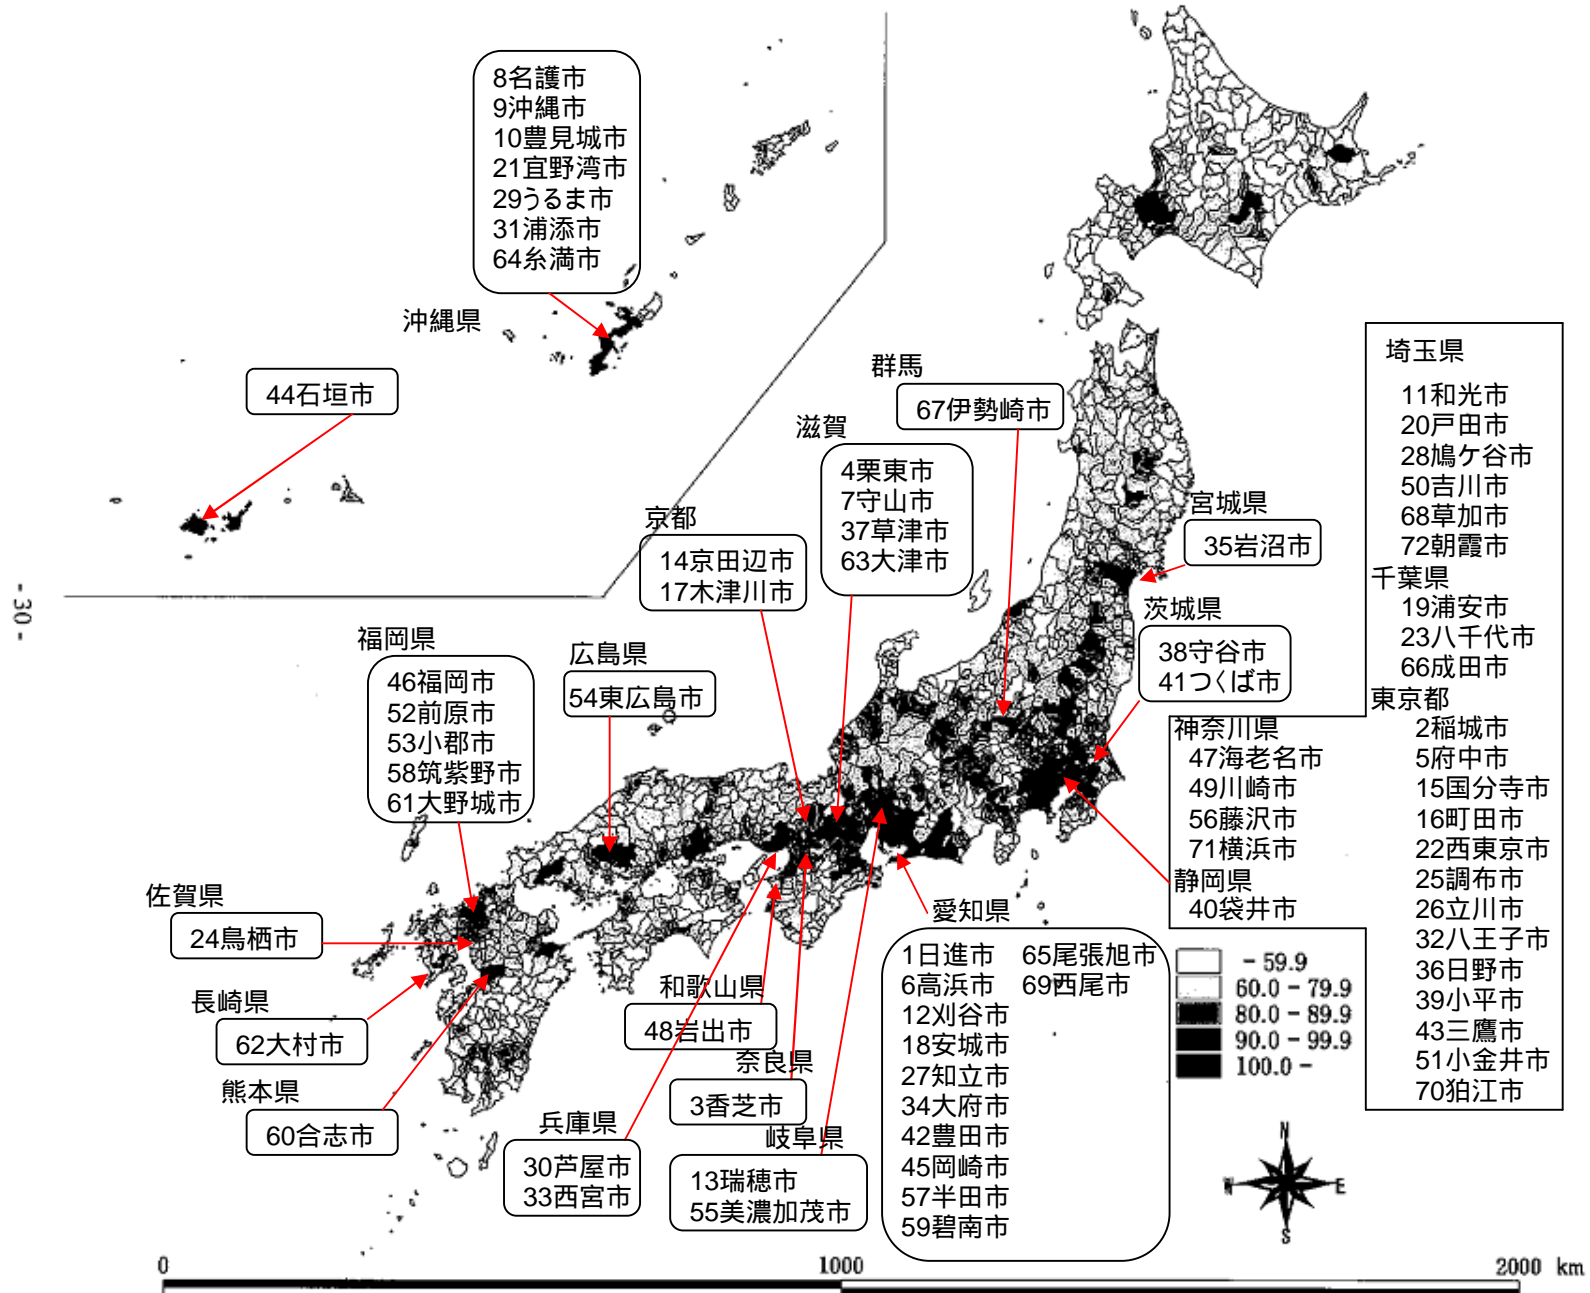 8名護市
9沖縄市
10豊見城市
21宜野湾市
29うるま市
31浦添市
64糸満市
沖縄県
44石垣市
群馬
67伊勢崎市
滋賀
4栗東市
7守山市
37草津市
63大津市
京都
14京田辺市
17木津川市
宮城県
35岩沼市
茨城県
38守谷市
41つくば市
埼玉県
11和光市
20戸田市
28鳩ケ谷市
50吉川市
68草加市
72朝霞市
千葉県
19浦安市
23八千代市
66成田市
東京都
2稲城市
5府中市
15国分寺市
16町田市
22西東京市
25調布市
26立川市
32八王子市
36日野市
39小平市
43三鷹市
51小金井市
70狛江市
神奈川県
47海老名市
49川崎市
56藤沢市
71横浜市
静岡県
40袋井市
- 30 -
福岡県
46福岡市
52前原市
53小郡市
58筑紫野市
61大野城市
広島県
54東広島市
佐賀県
24鳥栖市
長崎県
62大村市
熊本県
60合志市
兵庫県
30芦屋市
33西宮市
和歌山県
48岩出市
奈良県
3香芝市
岐阜県
13瑞穂市
55美濃加茂市
愛知県
1日進市 65尾張旭市
6高浜市 69西尾市
12刈谷市
18安城市
27知立市
34大府市
42豊田市
45岡崎市
57半田市
59碧南市
- 59.9
60.0 - 79.9
80.0 - 89.9
90.0 - 99.9
100.0 -
N
W E
S
0 1000 2000 km